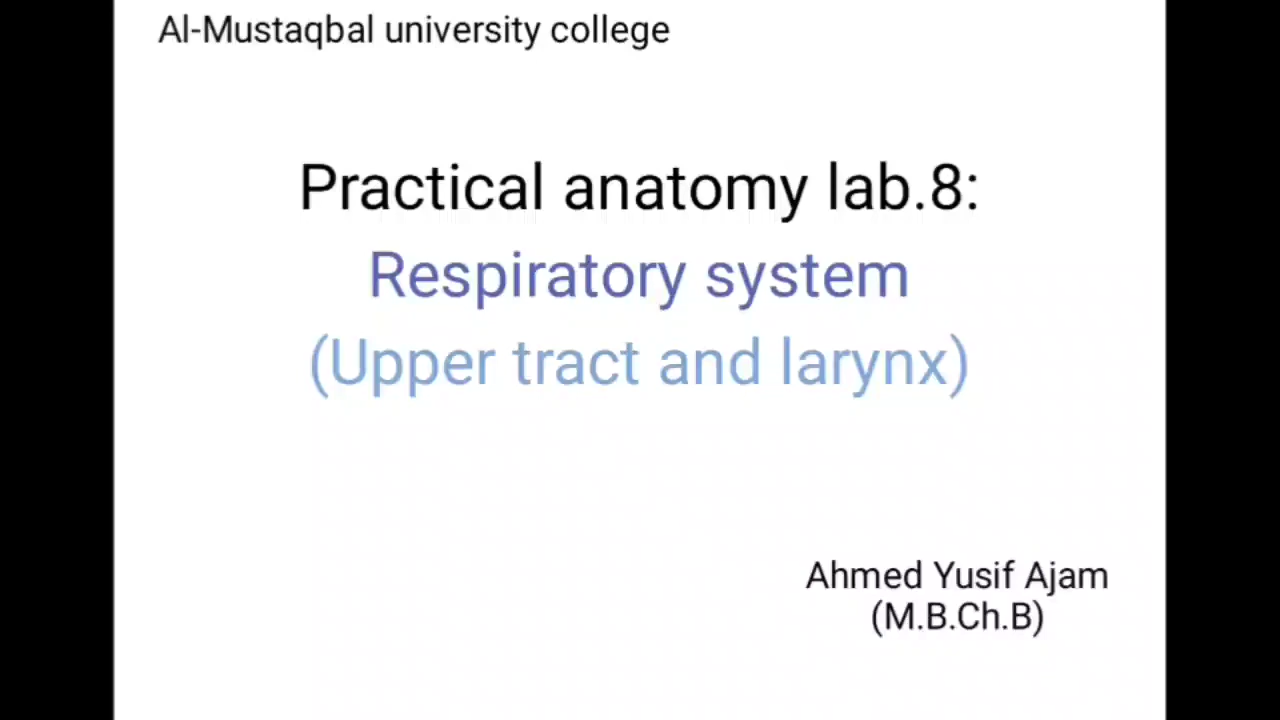 Al-Mustaqbal university college
Practical anatomy lab.8:
Respiratory system
(Upper tract and larynx)
Ahmed Yusif Ajam
(M.B.Ch.B)